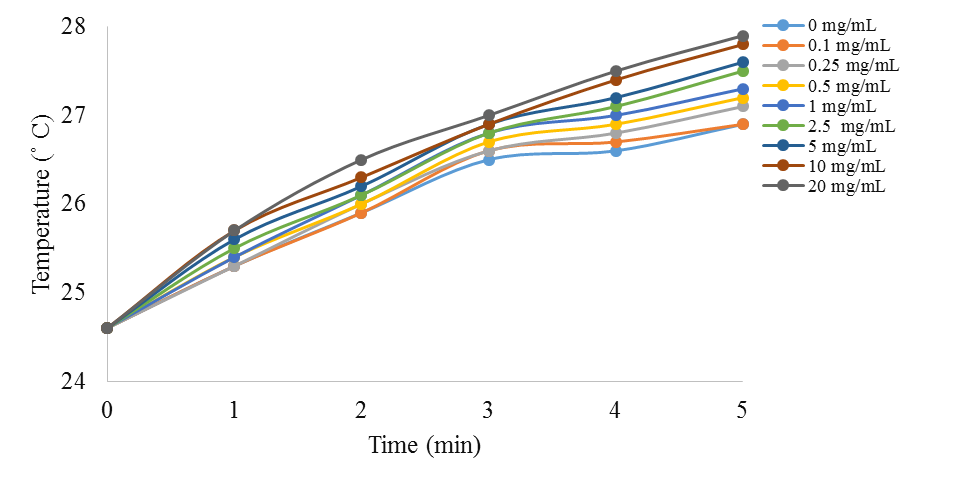 28
27
26
25
24
Temperature (˚ C)
0 1 2 3 4 5
Time (min)
0 mg/mL
0.1 mg/mL
0.25 mg/mL
0.5 mg/mL
1 mg/mL
2.5  mg/mL
5 mg/mL
10 mg/mL
20 mg/mL